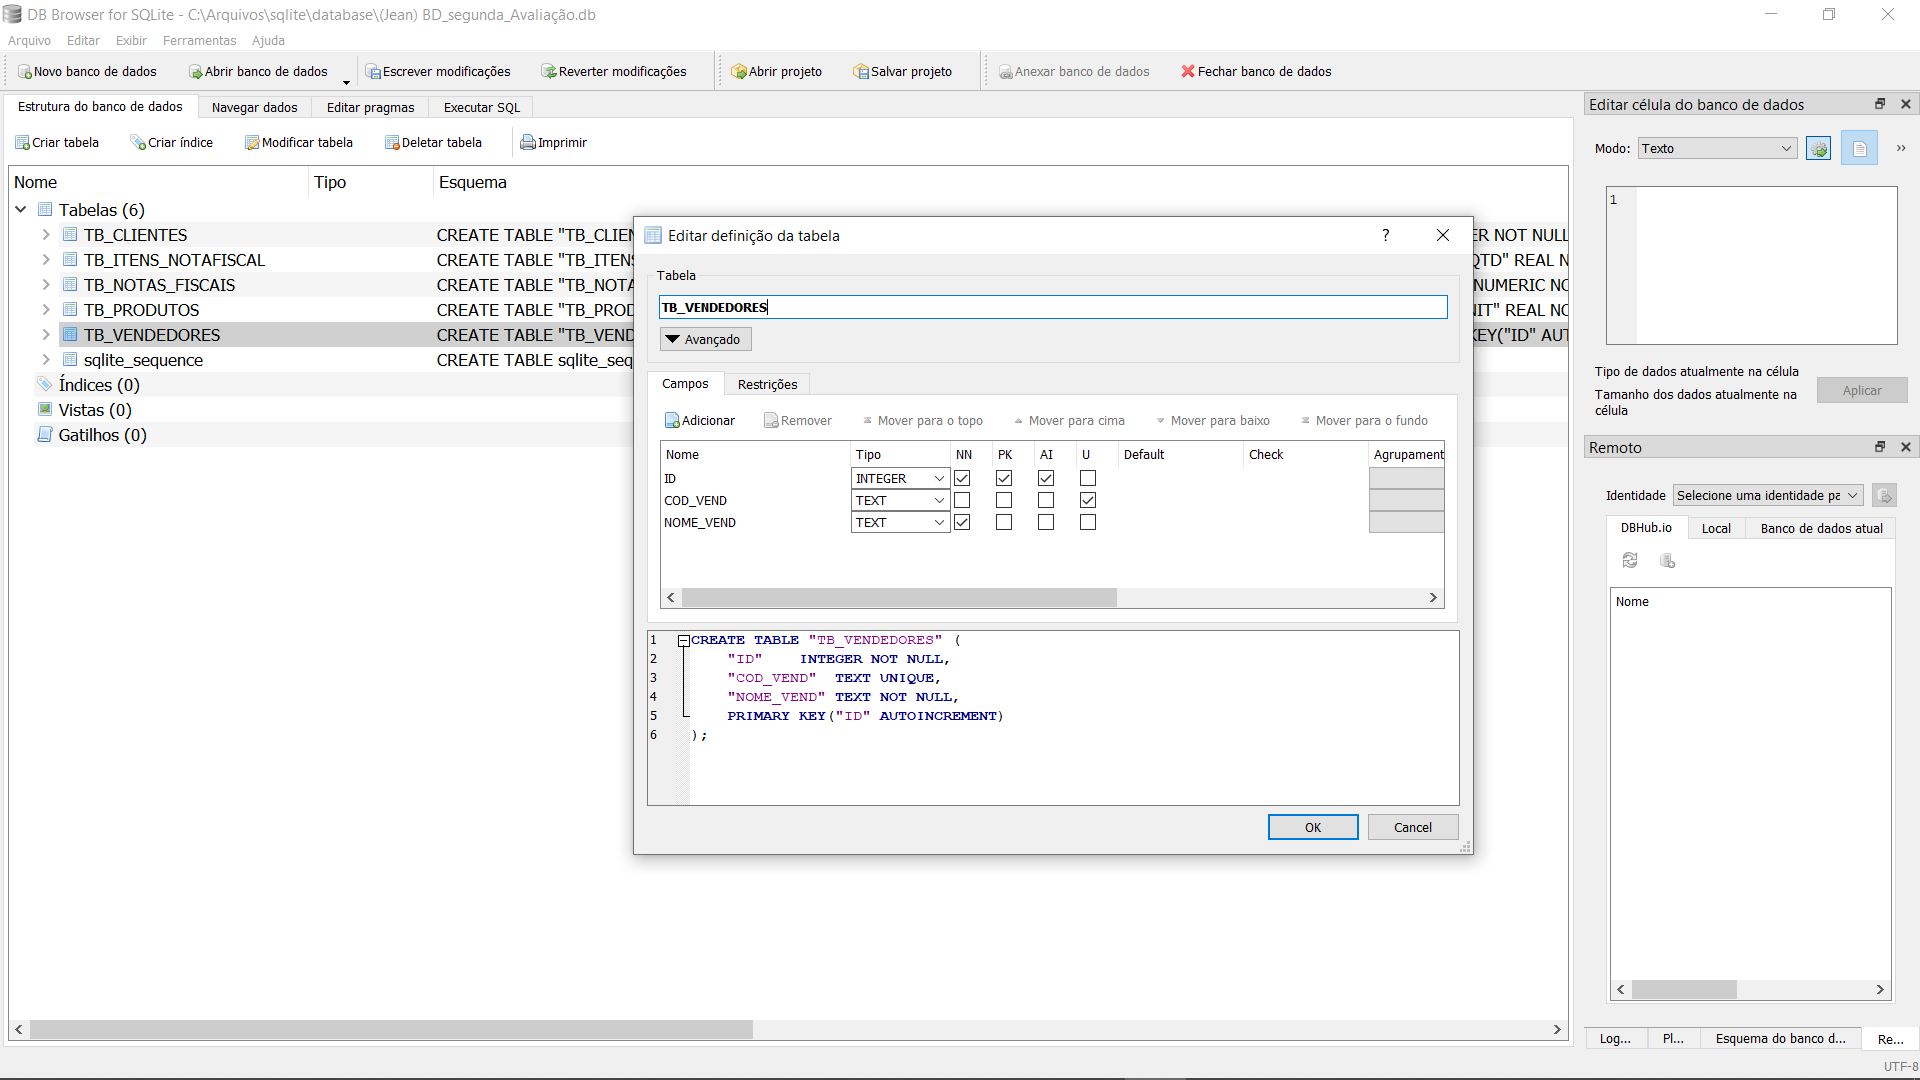 DB Browser for SQLite - C:\Arquivos\sqlite\database\(Jean) BD_segunda_Avaliação.db
Arquivo Editar Exibir Ferramentas Ajuda
Novo banco de dados Abrir banco de dados Escrever modificações Reverter modificações Abrir projeto Salvar projeto Anexar banco de dados Fechar banco de dados
Estrutura do banco de dados Navegar dados Editar pragmas Executar SQL
Criar tabela Criar índice Modificar tabela Deletar tabela Imprimir
Nome Tipo Esquema
Tabelas (6)
TB_CLIENTES CREATE TABLE "TB_CLIEN ER NOT NULL
TB_ITENS_NOTAFISCAL CREATE TABLE "TB_ITENS QTD" REAL N
TB_NOTAS_FISCAIS CREATE TABLE "TB_NOTA NUMERIC NO
TB_PRODUTOS CREATE TABLE "TB_PROD NIT" REAL NO
TB_VENDEDORES CREATE TABLE "TB_VEND KEY("ID" AUT
sqlite_sequence CREATE TABLE sqlite_seq
Índices (0)
Vistas (0)
Gatilhos (0)
Editar definição da tabela ?
Tabela
TB_VENDEDORES
Avançado
Campos Restrições
Adicionar Remover Mover para o topo Mover para cima Mover para baixo Mover para o fundo
Nome Tipo NN PK AI U Default Check Agrupament
ID INTEGER
COD_VEND TEXT
NOME_VEND TEXT
1 CREATE TABLE "TB_VENDEDORES" (
2 "ID" INTEGER NOT NULL,
3 "COD_VEND" TEXT UNIQUE,
4 "NOME_VEND" TEXT NOT NULL,
5 PRIMARY KEY("ID" AUTOINCREMENT)
6 );
OK Cancel
Editar célula do banco de dados
Modo: Texto »
1
Tipo de dados atualmente na célula
Tamanho dos dados atualmente na
célula
Aplicar
Remoto
Identidade Selecione uma identidade pa
DBHub.io Local Banco de dados atual
Nome
Log... Pl... Esquema do banco d... Re...
UTF-8